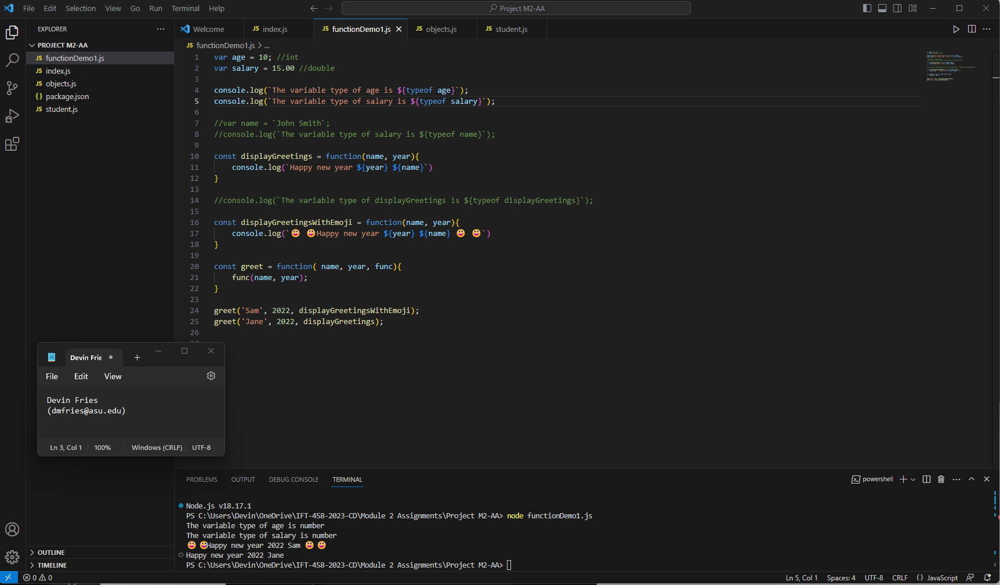 File Edit Selection View Go Run Terminal Help
Project M2-AA
EXPLORER
PROJECT M2-AA
JS functionDemo1.js
JS index.js
JS objects.js
{} package.json
JS student.js
OUTLINE
TIMELINE
Welcome
JS index.js
JS functionDemo1.js
JS objects.js
JS student.js
JS functionDemo1.js > ...
1 var age = 10; //int
2 var salary = 15.00 //double
3
4 console.log(`The variable type of age is ${typeof age}`);
5 console.log(`The variable type of salary is ${typeof salary}`);
6
7 //var name = `John Smith`;
8 //console.log(`The variable type of salary is ${typeof name}`);
9
10 const displayGreetings = function(name, year){
11 console.log(`Happy new year ${year} ${name}`)
12 }
13
14 //console.log(`The variable type of displayGreetings is ${typeof displayGreetings}`);
15
16 const displayGreetingsWithEmoji = function(name, year){
17 console.log(`😀 😀Happy new year ${year} ${name} 😀 😀`)
18 }
19
20 const greet = function( name, year, func){
21 func(name, year);
22 }
23
24 greet('Sam', 2022, displayGreetingsWithEmoji);
25 greet('Jane', 2022, displayGreetings);
26
Devin Frie
File Edit View
Devin Fries
(dmfries@asu.edu)
Ln 3, Col 1 100% Windows (CRLF) UTF-8
PROBLEMS OUTPUT DEBUG CONSOLE TERMINAL
powershell
Node.js v18.17.1
PS C:\Users\Devin\OneDrive\IFT-458-2023-CD\Module 2 Assignments\Project M2-AA> node functionDemo1.js
The variable type of age is number
The variable type of salary is number
😀 😀Happy new year 2022 Sam 😀 😀
Happy new year 2022 Jane
PS C:\Users\Devin\OneDrive\IFT-458-2023-CD\Module 2 Assignments\Project M2-AA>
0 0
Ln 5, Col 1 Spaces: 4 UTF-8 CRLF {} JavaScript